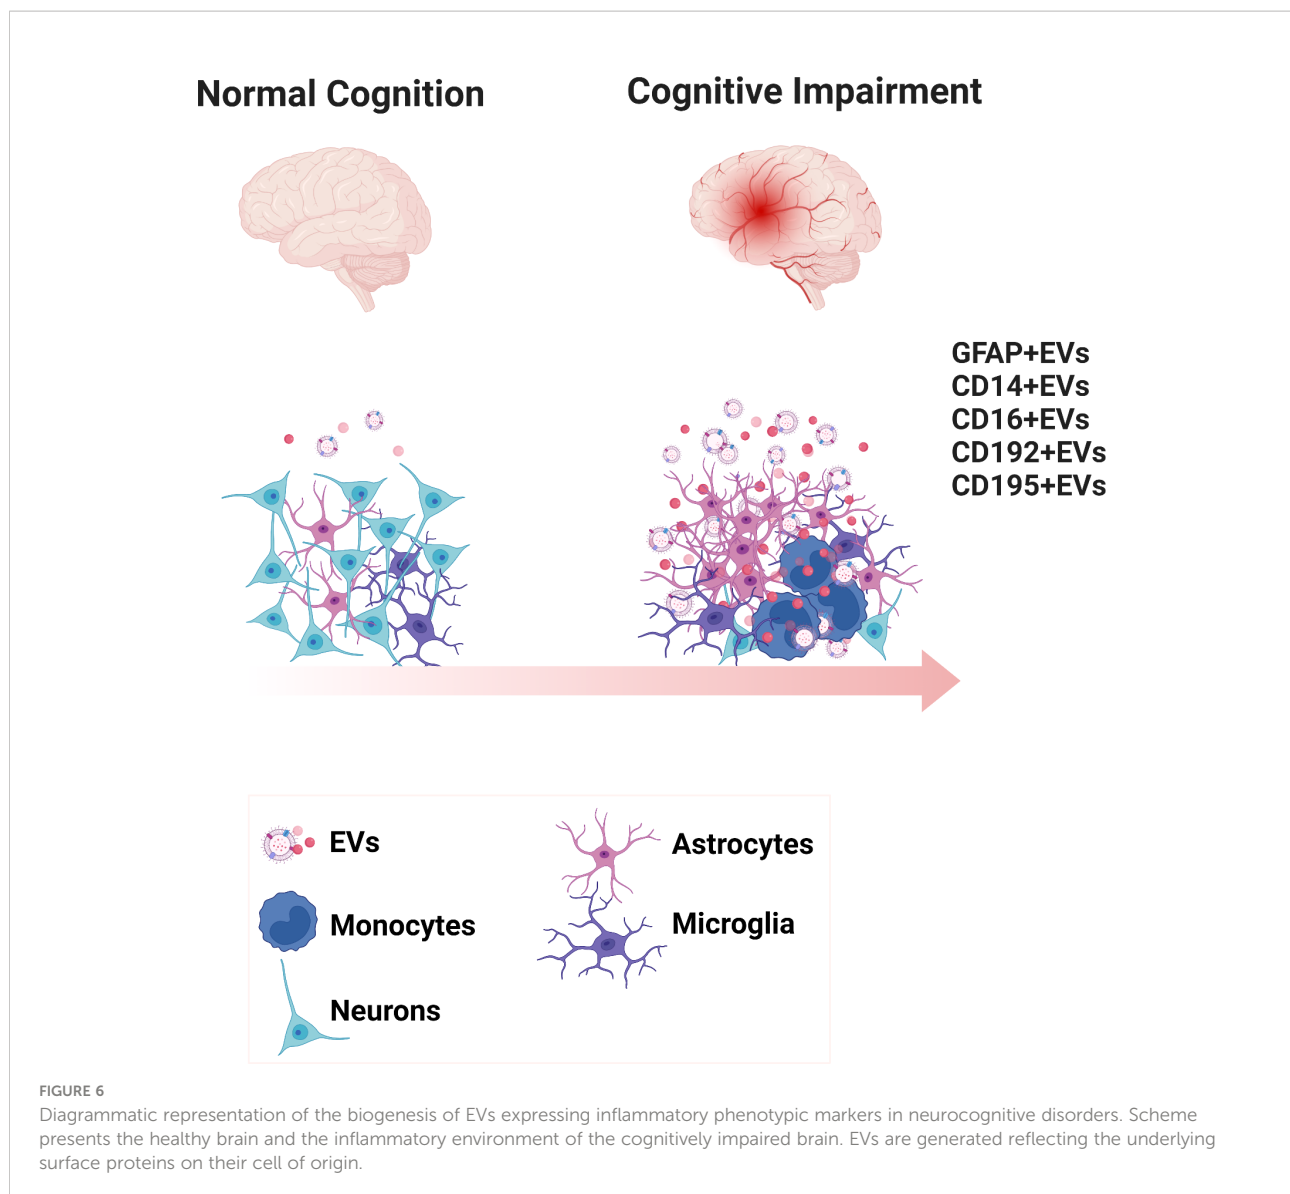 Normal Cognition
Cognitive Impairment
GFAP+EVs
CD14+EVs
CD16+EVs
CD192+EVs
CD195+EVs
EVs
Astrocytes
Monocytes
Microglia
Neurons
FIGURE 6
Diagrammatic representation of the biogenesis of EVs expressing inflammatory phenotypic markers in neurocognitive disorders. Scheme
presents the healthy brain and the inflammatory environment of the cognitively impaired brain. EVs are generated reflecting the underlying
surface proteins on their cell of origin.